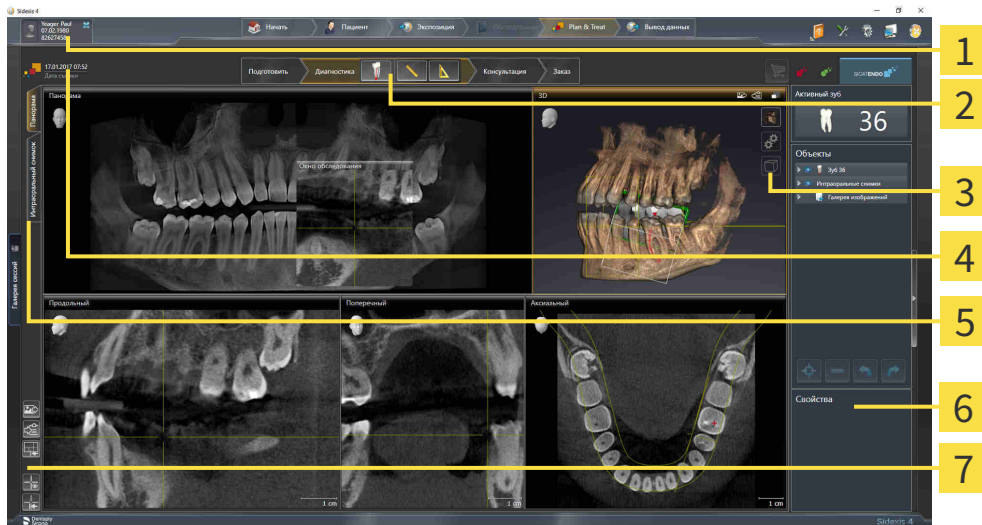 Sidexis 4
Yeager Paul
07.02.1980
82627458
Начать
Пациент
Экспозиция
Plan & Treat
Вывод данных
1
17.01.2017 07:52
Дата съемки
Подготовить
Диагностика
Консультация
Заказ
SICAT ENDO
2
Панорама
Интраоральный снимок
Галерея сессий
Панорама
Окно обследования
3D
Активный зуб
36
Объекты
Зуб 36
Интраоральные снимки
Галерея изображений
3
4
5
Продольный
Поперечный
Аксиальный
Свойства
6
7
1 cm
1 cm
1 cm
Dentsply
Sirona
Sidexis 4